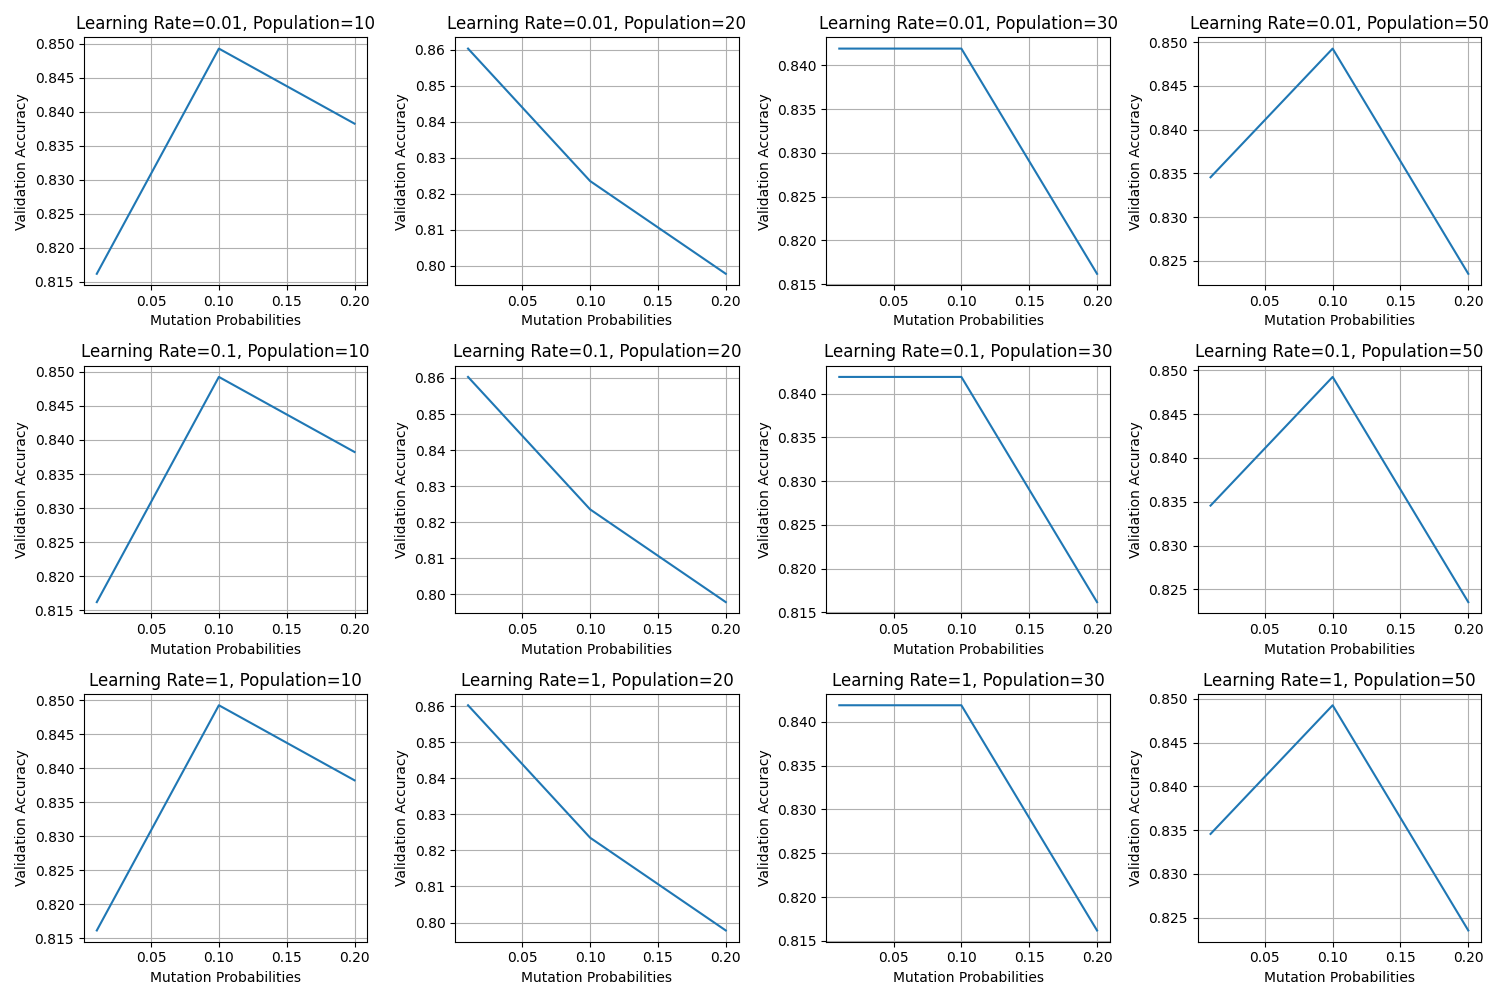 Learning Rate=0.01, Population=10
Validation Accuracy
0.850
0.845
0.840
0.835
0.830
0.825
0.820
0.815
0.05 0.10 0.15 0.20
Mutation Probabilities
Learning Rate=0.01, Population=20
Validation Accuracy
0.86
0.85
0.84
0.83
0.82
0.81
0.80
0.05 0.10 0.15 0.20
Mutation Probabilities
Learning Rate=0.01, Population=30
Validation Accuracy
0.840
0.835
0.830
0.825
0.820
0.815
0.05 0.10 0.15 0.20
Mutation Probabilities
Learning Rate=0.01, Population=50
Validation Accuracy
0.850
0.845
0.840
0.835
0.830
0.825
0.05 0.10 0.15 0.20
Mutation Probabilities
Learning Rate=0.1, Population=10
Validation Accuracy
0.850
0.845
0.840
0.835
0.830
0.825
0.820
0.815
0.05 0.10 0.15 0.20
Mutation Probabilities
Learning Rate=0.1, Population=20
Validation Accuracy
0.86
0.85
0.84
0.83
0.82
0.81
0.80
0.05 0.10 0.15 0.20
Mutation Probabilities
Learning Rate=0.1, Population=30
Validation Accuracy
0.840
0.835
0.830
0.825
0.820
0.815
0.05 0.10 0.15 0.20
Mutation Probabilities
Learning Rate=0.1, Population=50
Validation Accuracy
0.850
0.845
0.840
0.835
0.830
0.825
0.05 0.10 0.15 0.20
Mutation Probabilities
Learning Rate=1, Population=10
Validation Accuracy
0.850
0.845
0.840
0.835
0.830
0.825
0.820
0.815
0.05 0.10 0.15 0.20
Mutation Probabilities
Learning Rate=1, Population=20
Validation Accuracy
0.86
0.85
0.84
0.83
0.82
0.81
0.80
0.05 0.10 0.15 0.20
Mutation Probabilities
Learning Rate=1, Population=30
Validation Accuracy
0.840
0.835
0.830
0.825
0.820
0.815
0.05 0.10 0.15 0.20
Mutation Probabilities
Learning Rate=1, Population=50
Validation Accuracy
0.850
0.845
0.840
0.835
0.830
0.825
0.05 0.10 0.15 0.20
Mutation Probabilities